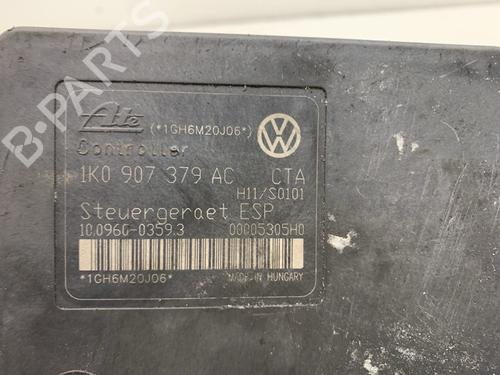 Ate (*1GH6M20J06*)
Controller
1K0 907 379 AC CTA
H11/S0101
Steuergeraet ESP
10.0960-0359.3 00005305H0
*1GH6M20J06* MADE IN HUNGARY
B-PARTS